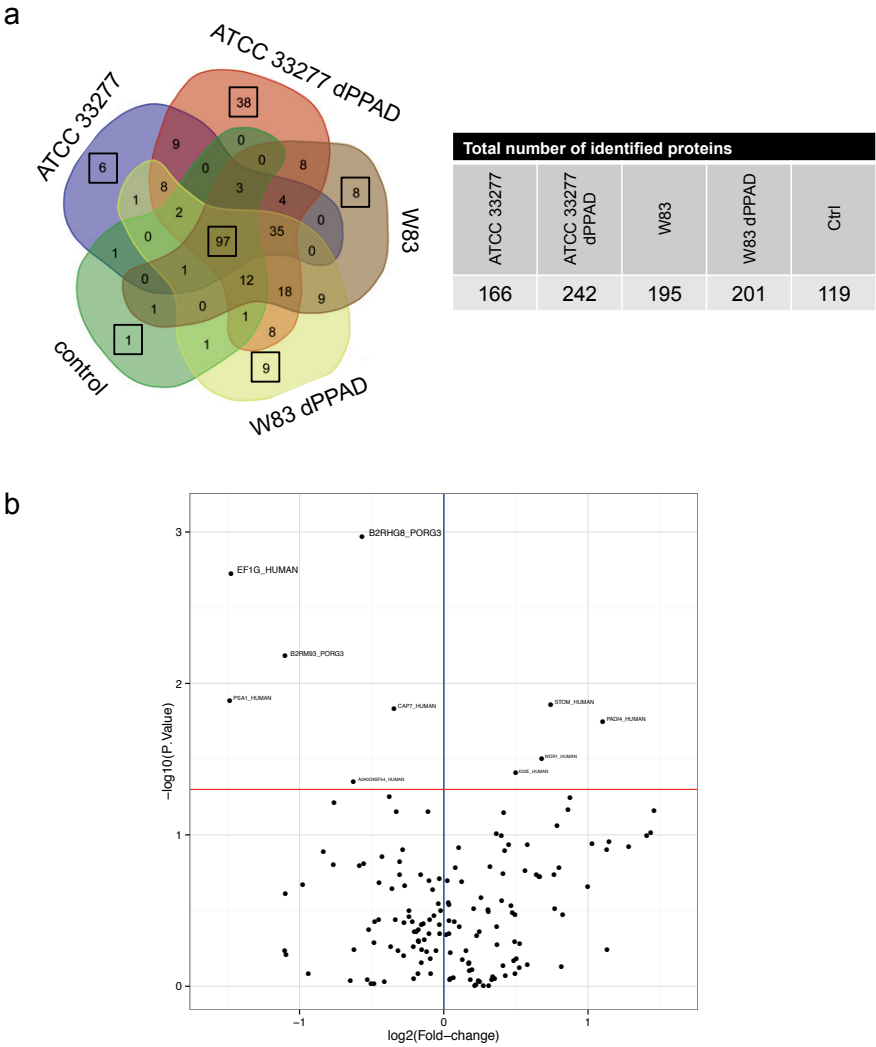 a
ATCC 33277 dPPAD
ATCC 33277
W83
W83 dPPAD
control
38
9
0
0
8
6
8
0
3
4
8
1
2
35
0
97
0
0
1
1
0
12
18
9
1
0
1
8
1
1
9
Total number of identified proteins
ATCC 33277
ATCC 33277 dPPAD
W83
W83 dPPAD
Ctrl
166 242 195 201 119
b
B2RHG8_PORG3
EF1G_HUMAN
B2RM93_PORG3
PSA1_HUMAN
CAP7_HUMAN
STOM_HUMAN
PADI4_HUMAN
WDR1_HUMAN
K22E_HUMAN
3
2
1
0
−log10(P.Value)
−1 0 1
log2(Fold−change)